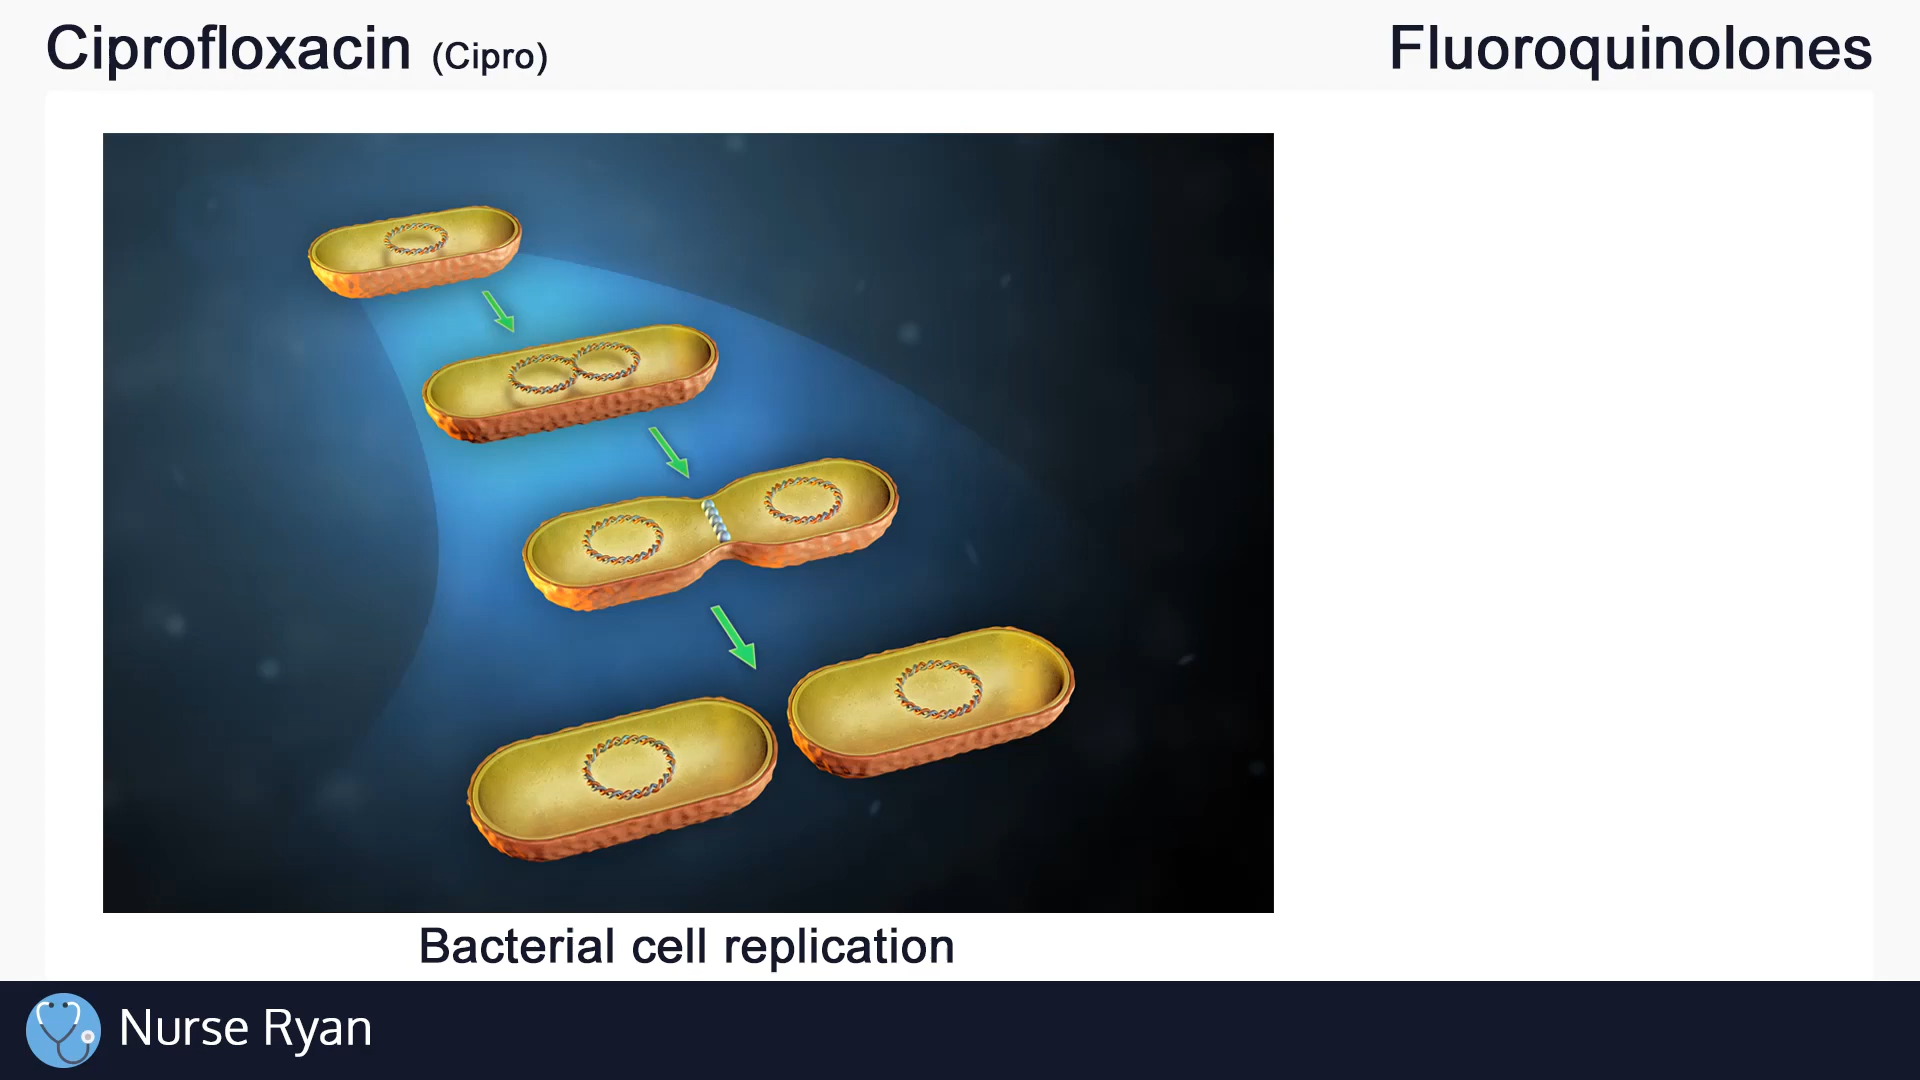 Ciprofloxacin (Cipro)
Fluoroquinolones
Bacterial cell replication
Nurse Ryan